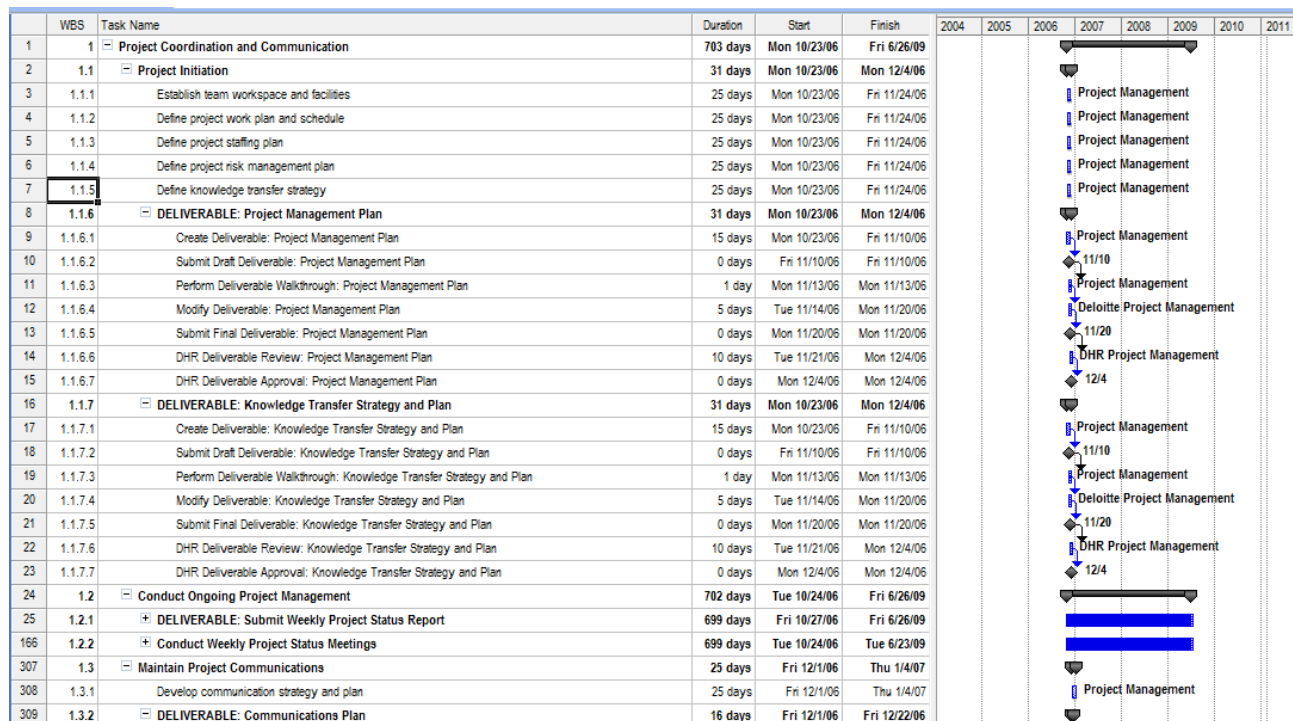 WBS Task Name Duration Start Finish 2004 2005 2006 2007 2008 2009 2010 2011
1 1 Project Coordination and Communication 703 days Mon 10/23/06 Fri 6/26/09
2 1.1 Project Initiation 31 days Mon 10/23/06 Mon 12/4/06
3 1.1.1 Establish team workspace and facilities 25 days Mon 10/23/06 Fri 11/24/06 Project Management
4 1.1.2 Define project work plan and schedule 25 days Mon 10/23/06 Fri 11/24/06 Project Management
5 1.1.3 Define project staffing plan 25 days Mon 10/23/06 Fri 11/24/06 Project Management
6 1.1.4 Define project risk management plan 25 days Mon 10/23/06 Fri 11/24/06 Project Management
7 1.1.5 Define knowledge transfer strategy 25 days Mon 10/23/06 Fri 11/24/06 Project Management
8 1.1.6 DELIVERABLE: Project Management Plan 31 days Mon 10/23/06 Mon 12/4/06
9 1.1.6.1 Create Deliverable: Project Management Plan 15 days Mon 10/23/06 Fri 11/10/06 Project Management
10 1.1.6.2 Submit Draft Deliverable: Project Management Plan 0 days Fri 11/10/06 Fri 11/10/06 11/10
11 1.1.6.3 Perform Deliverable Walkthrough: Project Management Plan 1 day Mon 11/13/06 Mon 11/13/06 Project Management
12 1.1.6.4 Modify Deliverable: Project Management Plan 5 days Tue 11/14/06 Mon 11/20/06 Deloitte Project Management
13 1.1.6.5 Submit Final Deliverable: Project Management Plan 0 days Mon 11/20/06 Mon 11/20/06 11/20
14 1.1.6.6 DHR Deliverable Review: Project Management Plan 10 days Tue 11/21/06 Mon 12/4/06 DHR Project Management
15 1.1.6.7 DHR Deliverable Approval: Project Management Plan 0 days Mon 12/4/06 Mon 12/4/06 12/4
16 1.1.7 DELIVERABLE: Knowledge Transfer Strategy and Plan 31 days Mon 10/23/06 Mon 12/4/06
17 1.1.7.1 Create Deliverable: Knowledge Transfer Strategy and Plan 15 days Mon 10/23/06 Fri 11/10/06 Project Management
18 1.1.7.2 Submit Draft Deliverable: Knowledge Transfer Strategy and Plan 0 days Fri 11/10/06 Fri 11/10/06 11/10
19 1.1.7.3 Perform Deliverable Walkthrough: Knowledge Transfer Strategy and Plan 1 day Mon 11/13/06 Mon 11/13/06 Project Management
20 1.1.7.4 Modify Deliverable: Knowledge Transfer Strategy and Plan 5 days Tue 11/14/06 Mon 11/20/06 Deloitte Project Management
21 1.1.7.5 Submit Final Deliverable: Knowledge Transfer Strategy and Plan 0 days Mon 11/20/06 Mon 11/20/06 11/20
22 1.1.7.6 DHR Deliverable Review: Knowledge Transfer Strategy and Plan 10 days Tue 11/21/06 Mon 12/4/06 DHR Project Management
23 1.1.7.7 DHR Deliverable Approval: Knowledge Transfer Strategy and Plan 0 days Mon 12/4/06 Mon 12/4/06 12/4
24 1.2 Conduct Ongoing Project Management 702 days Tue 10/24/06 Fri 6/26/09
25 1.2.1 DELIVERABLE: Submit Weekly Project Status Report 699 days Fri 10/27/06 Fri 6/26/09
166 1.2.2 Conduct Weekly Project Status Meetings 699 days Tue 10/24/06 Tue 6/23/09
307 1.3 Maintain Project Communications 25 days Fri 12/1/06 Thu 1/4/07
308 1.3.1 Develop communication strategy and plan 25 days Fri 12/1/06 Thu 1/4/07 Project Management
309 1.3.2 DELIVERABLE: Communications Plan 16 days Fri 12/1/06 Fri 12/22/06